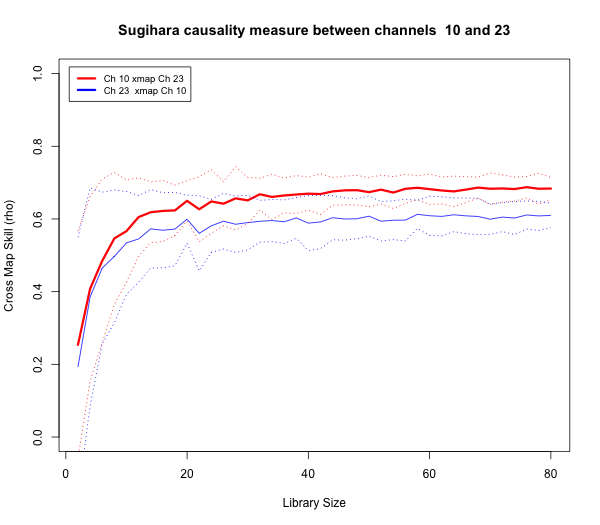 Sugihara causality measure between channels  10 and 23
Ch 10 xmap Ch 23
Ch 23  xmap Ch 10
Cross Map Skill (rho)
1.0
0.8
0.6
0.4
0.2
0.0
0 20 40 60 80
Library Size